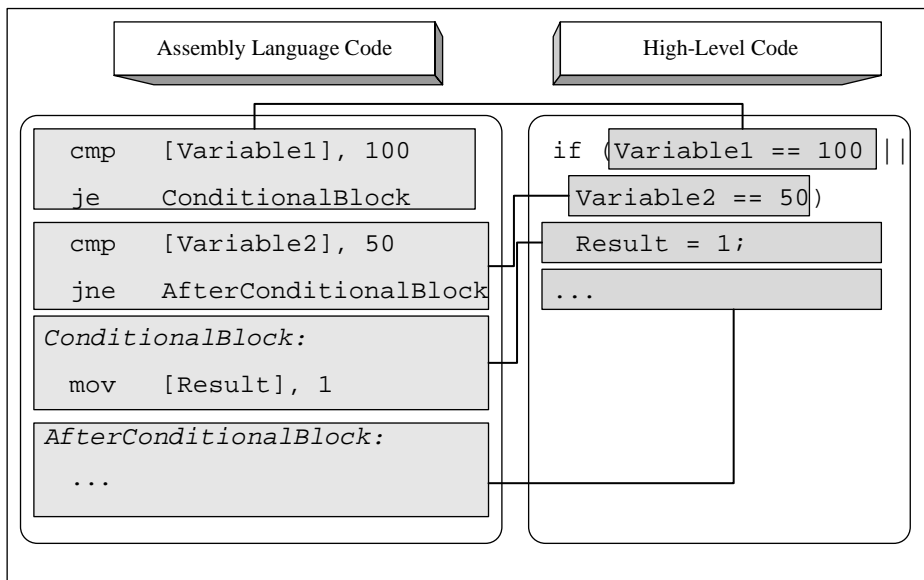 Assembly Language Code
High-Level Code
cmp [Variable1], 100
je ConditionalBlock
cmp [Variable2], 50
jne AfterConditionalBlock
ConditionalBlock:
mov [Result], 1
AfterConditionalBlock:
...
if (Variable1 == 100 ||
Variable2 == 50)
Result = 1;
...